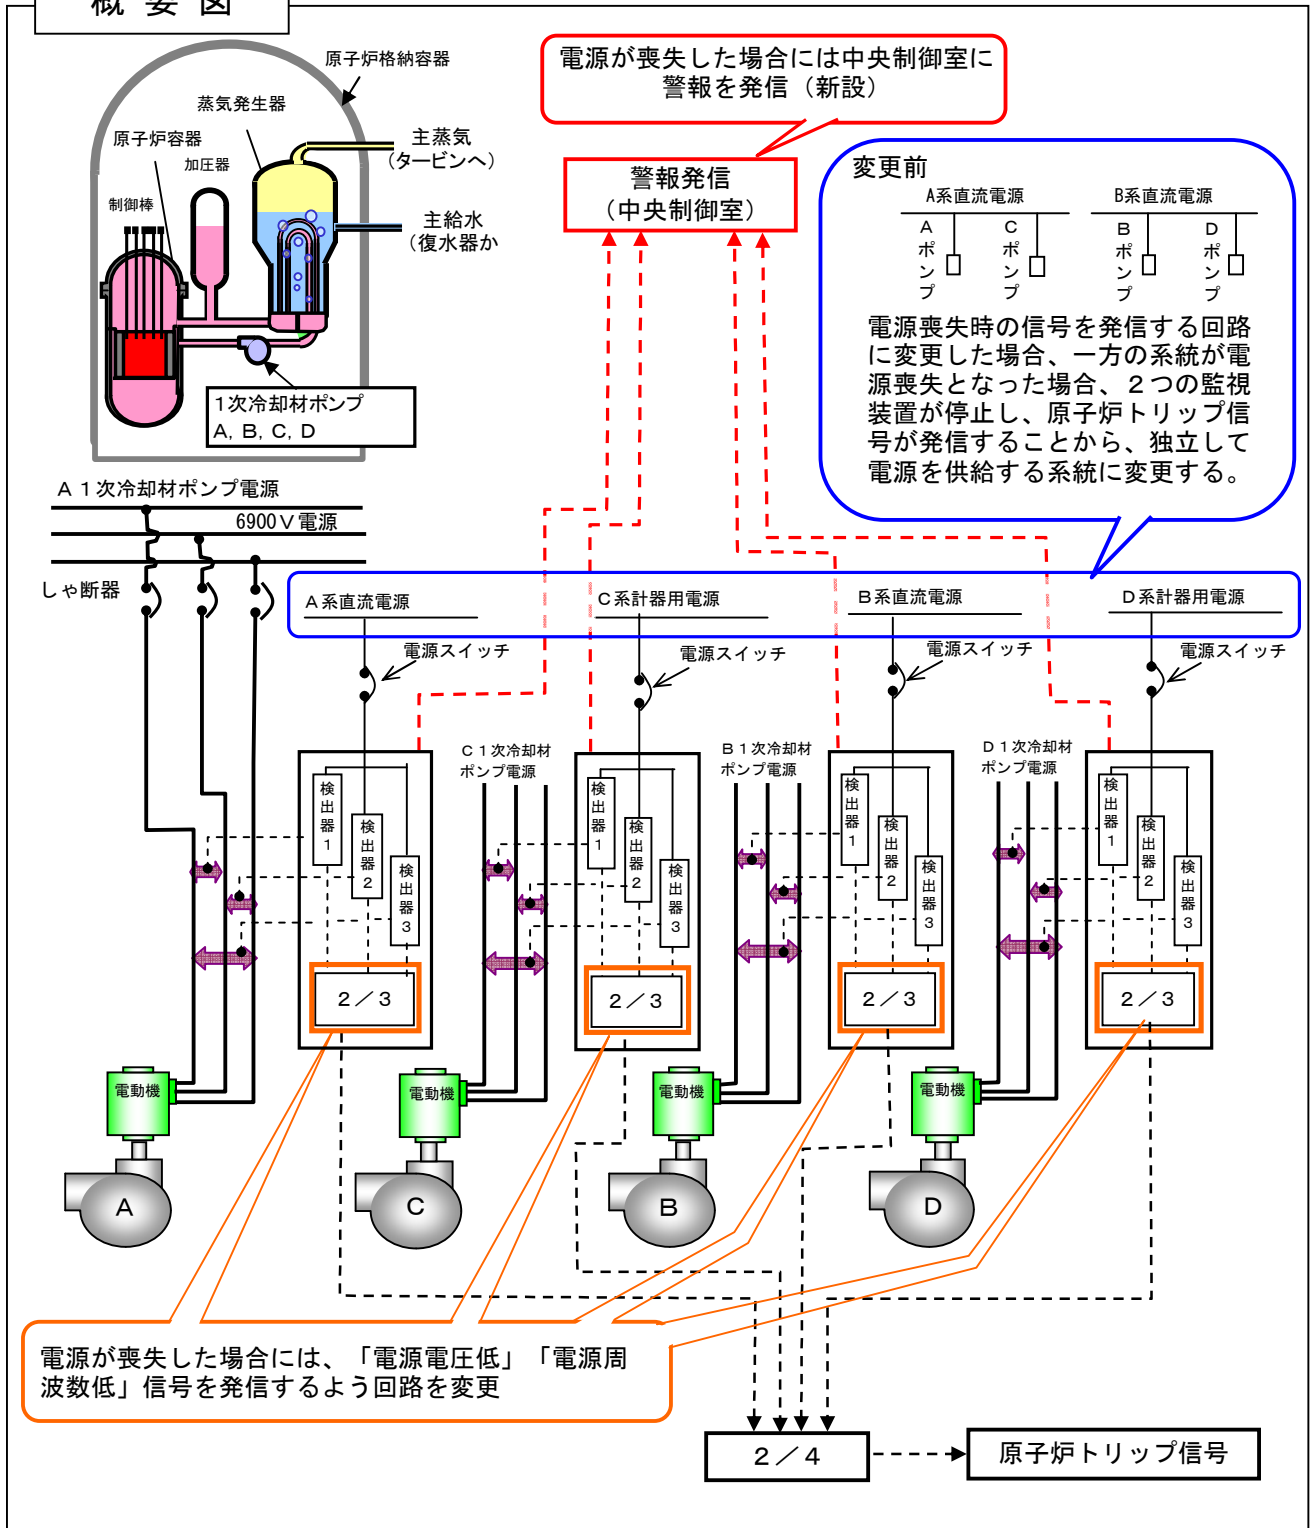 概要図
原子炉格納容器
蒸気発生器
原子炉容器
加圧器
制御棒
主蒸気
(タービンへ)
主給水
(復水器か
1次冷却材ポンプ
A, B, C, D
電源が喪失した場合には中央制御室に
警報を発信（新設）
警報発信
（中央制御室）
変更前
A系直流電源
B系直流電源
Aポンプ
Cポンプ
Bポンプ
Dポンプ
電源喪失時の信号を発信する回路
に変更した場合、一方の系統が電
源喪失となった場合、２つの監視
装置が停止し、原子炉トリップ信
号が発信することから、独立して
電源を供給する系統に変更する。
A１次冷却材ポンプ電源
6900V電源
しゃ断器
A系直流電源
C系計器用電源
B系直流電源
D系計器用電源
電源スイッチ
電源スイッチ
電源スイッチ
電源スイッチ
C１次冷却材
ポンプ電源
B１次冷却材
ポンプ電源
D１次冷却材
ポンプ電源
検出器1
検出器2
検出器3
検出器1
検出器2
検出器3
検出器1
検出器2
検出器3
検出器1
検出器2
検出器3
２／３
２／３
２／３
２／３
電動機
電動機
電動機
電動機
A
C
B
D
電源が喪失した場合には、「電源電圧低」「電源周
波数低」信号を発信するよう回路を変更
２／４
原子炉トリップ信号